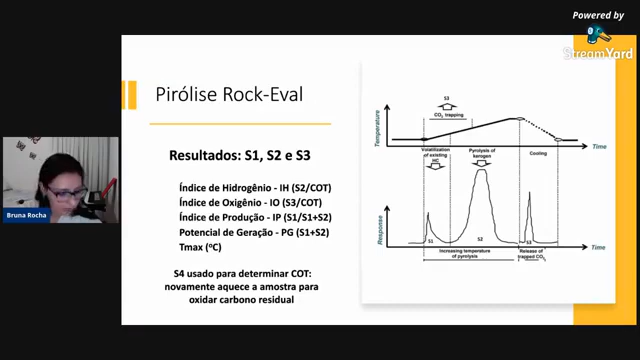 Powered by
StreamYard
Pirólise Rock-Eval
Resultados: S1, S2 e S3
Índice de Hidrogênio - IH (S2/COT)
Índice de Oxigênio - IO (S3/COT)
Índice de Produção - IP (S1/S1+S2)
Potencial de Geração - PG (S1+S2)
Tmax (ºC)
S4 usado para determinar COT:
novamente aquece a amostra para
oxidar carbono residual
Bruna Rocha
S3
CO₂ trapping
Temperature
Time
Volatilization
of existing
HC
Pyrolysis of
kerogen
Cooling
Response
S1
S2
S3
Time
Increasing temperature
of pyrolysis
Release of
trapped CO₂